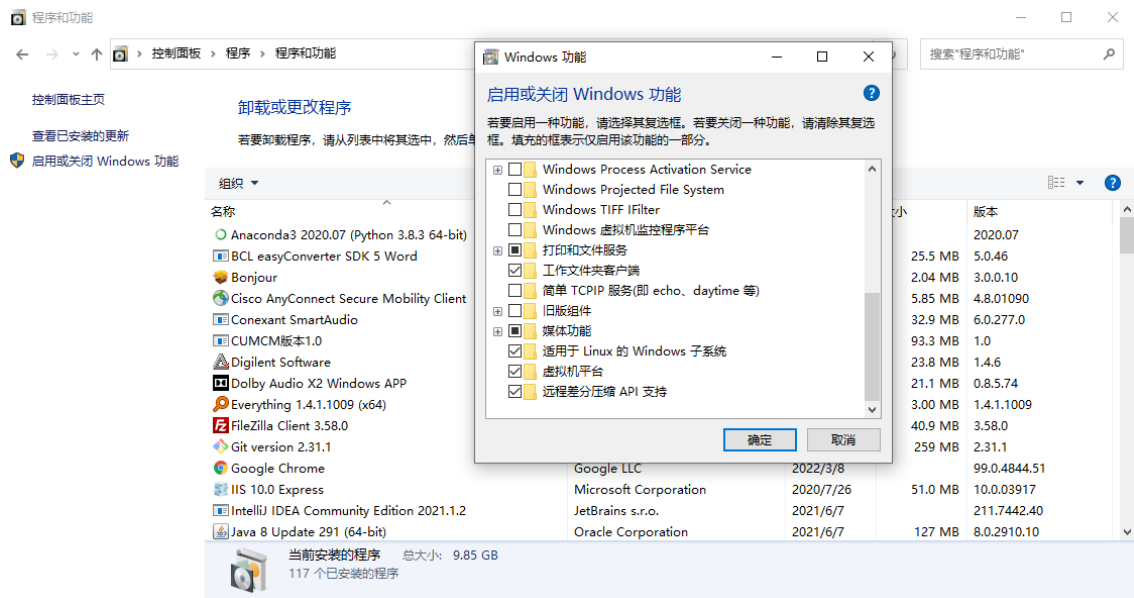 程序和功能
控制面板 程序 程序和功能
搜索"程序和功能"
控制面板主页
查看已安装的更新
启用或关闭 Windows 功能
卸载或更改程序
若要卸载程序，请从列表中将其选中，然后单
组织
名称
小
版本
Anaconda3 2020.07 (Python 3.8.3 64-bit) 2020.07
BCL easyConverter SDK 5 Word 25.5 MB 5.0.46
Bonjour 2.04 MB 3.0.0.10
Cisco AnyConnect Secure Mobility Client 5.85 MB 4.8.01090
Conexant SmartAudio 32.9 MB 6.0.277.0
CUMCM版本1.0 93.3 MB 1.0
Digilent Software 23.8 MB 1.4.6
Dolby Audio X2 Windows APP 21.1 MB 0.8.5.74
Everything 1.4.1.1009 (x64) 3.00 MB 1.4.1.1009
FileZilla Client 3.58.0 40.9 MB 3.58.0
Git version 2.31.1 259 MB 2.31.1
Google Chrome Google LLC 2022/3/8 99.0.4844.51
IIS 10.0 Express Microsoft Corporation 2020/7/26 51.0 MB 10.0.03917
IntelliJ IDEA Community Edition 2021.1.2 JetBrains s.r.o. 2021/6/7 211.7442.40
Java 8 Update 291 (64-bit) Oracle Corporation 2021/6/7 127 MB 8.0.2910.10
当前安装的程序 总大小: 9.85 GB
117 个已安装的程序
Windows 功能
启用或关闭 Windows 功能
若要启用一种功能，请选择其复选框。若要关闭一种功能，请清除其复选
框。填充的框表示仅启用该功能的一部分。
Windows Process Activation Service
Windows Projected File System
Windows TIFF IFilter
Windows 虚拟机监控程序平台
打印和文件服务
工作文件夹客户端
简单 TCPIP 服务(即 echo、daytime 等)
旧版组件
媒体功能
适用于 Linux 的 Windows 子系统
虚拟机平台
远程差分压缩 API 支持
确定
取消